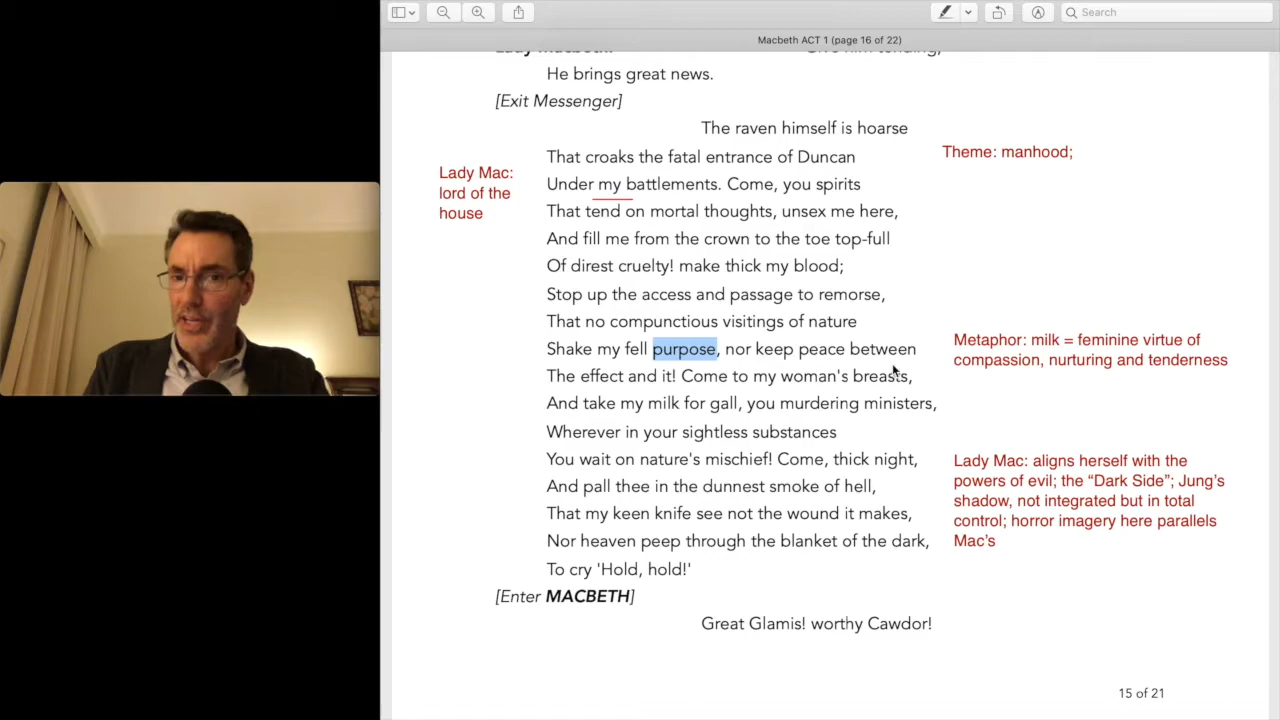 Search
Macbeth ACT 1 (page 16 of 22)
Lady Macbeth. Give him tending,
He brings great news.
[Exit Messenger]
The raven himself is hoarse
That croaks the fatal entrance of Duncan
Under my battlements. Come, you spirits
That tend on mortal thoughts, unsex me here,
And fill me from the crown to the toe top-full
Of direst cruelty! make thick my blood;
Stop up the access and passage to remorse,
That no compunctious visitings of nature
Shake my fell purpose, nor keep peace between
The effect and it! Come to my woman's breasts,
And take my milk for gall, you murdering ministers,
Wherever in your sightless substances
You wait on nature's mischief! Come, thick night,
And pall thee in the dunnest smoke of hell,
That my keen knife see not the wound it makes,
Nor heaven peep through the blanket of the dark,
To cry 'Hold, hold!'
[Enter MACBETH]
Great Glamis! worthy Cawdor!
Lady Mac:
lord of the
house
Theme: manhood;
Metaphor: milk = feminine virtue of
compassion, nurturing and tenderness
Lady Mac: aligns herself with the
powers of evil; the “Dark Side”; Jung’s
shadow, not integrated but in total
control; horror imagery here parallels
Mac’s
15 of 21